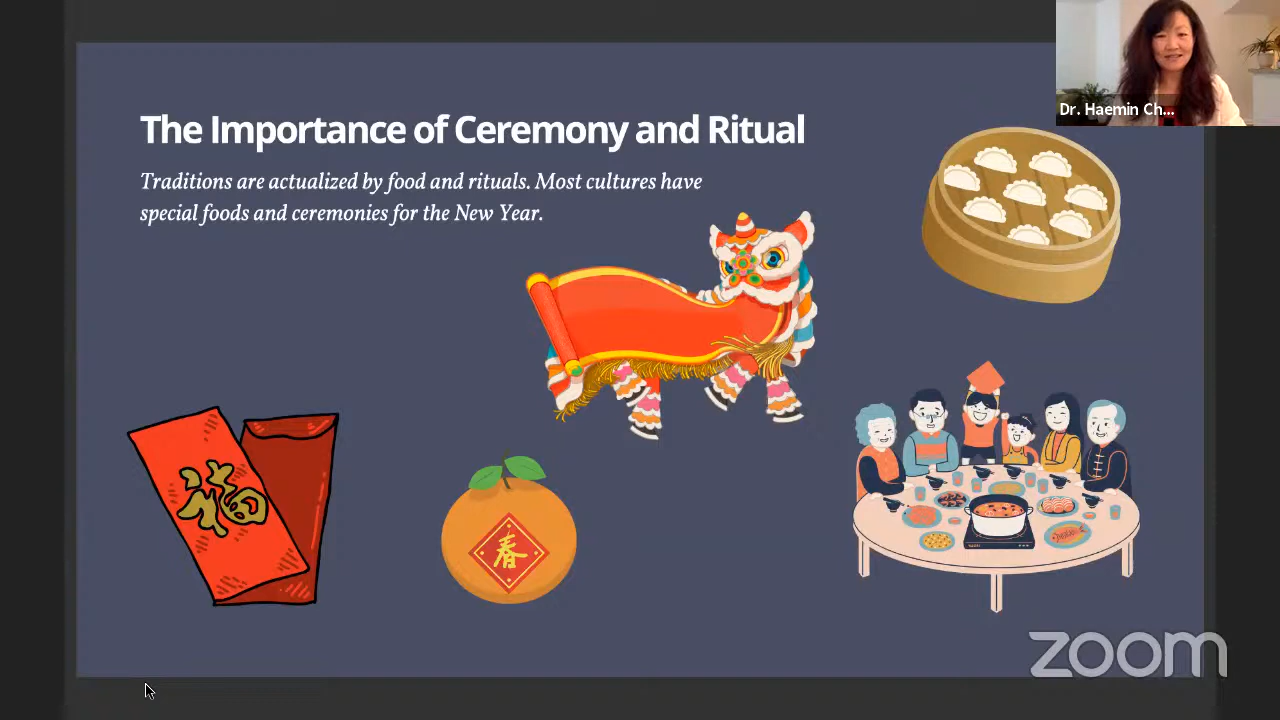 The Importance of Ceremony and Ritual
Traditions are actualized by food and rituals. Most cultures have
special foods and ceremonies for the New Year.
Dr. Haemin Ch...
福
春
zoom